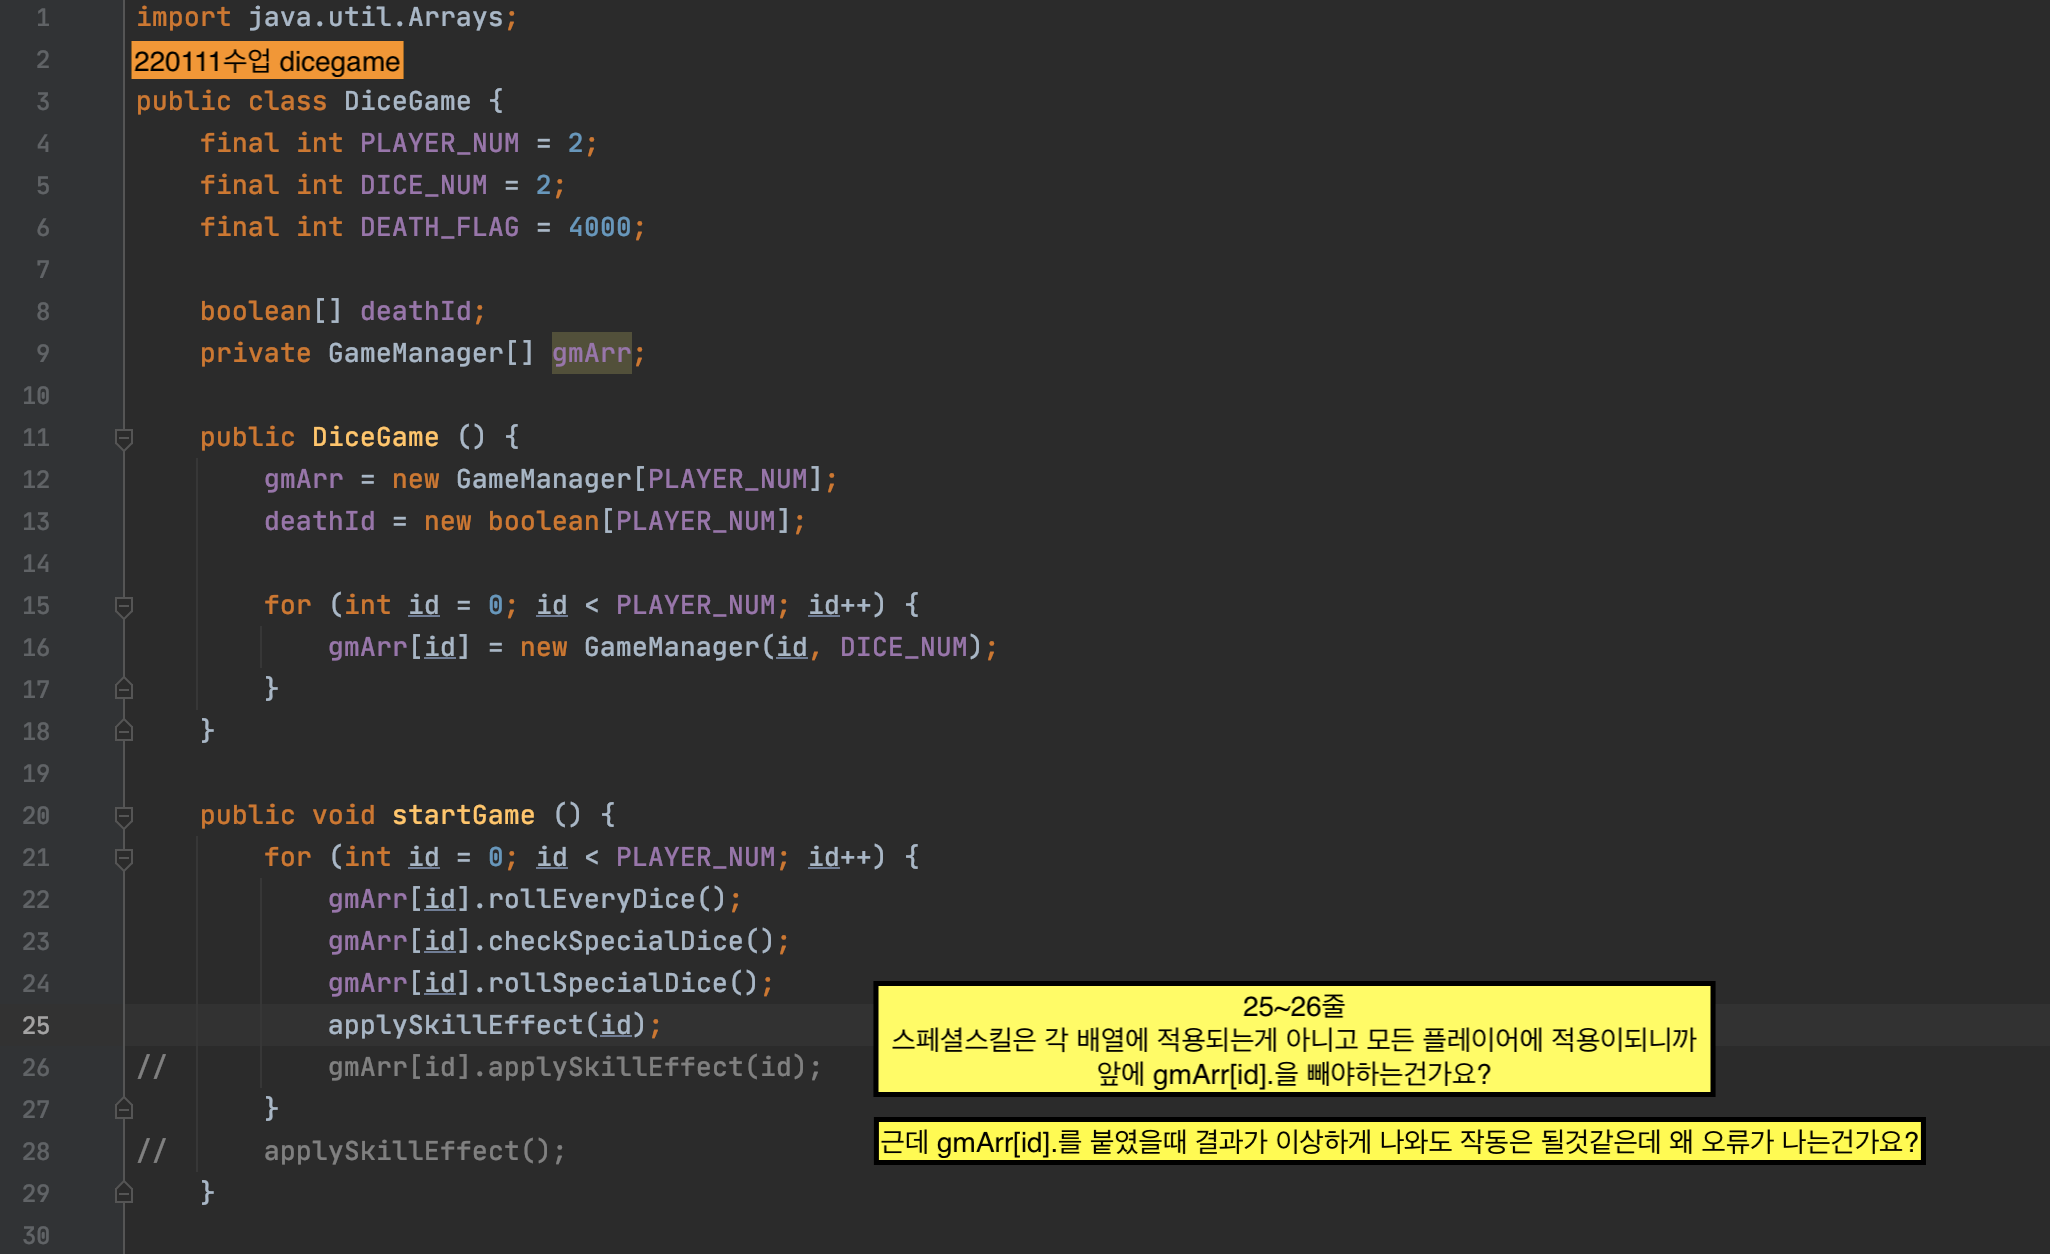 1 import java.util.Arrays;
2 220111수업 dicegame
3 public class DiceGame {
4 final int PLAYER_NUM = 2;
5 final int DICE_NUM = 2;
6 final int DEATH_FLAG = 4000;
7
8 boolean[] deathId;
9 private GameManager[] gmArr;
10
11 public DiceGame () {
12 gmArr = new GameManager[PLAYER_NUM];
13 deathId = new boolean[PLAYER_NUM];
14
15 for (int id = 0; id < PLAYER_NUM; id++) {
16 gmArr[id] = new GameManager(id, DICE_NUM);
17 }
18 }
19
20 public void startGame () {
21 for (int id = 0; id < PLAYER_NUM; id++) {
22 gmArr[id].rollEveryDice();
23 gmArr[id].checkSpecialDice();
24 gmArr[id].rollSpecialDice();
25 applySkillEffect(id);
26 // gmArr[id].applySkillEffect(id);
27 }
28 // applySkillEffect();
29 }
30
25~26줄
스페셜스킬은 각 배열에 적용되는게 아니고 모든 플레이어에 적용이되니까
앞에 gmArr[id].을 빼야하는건가요?
근데 gmArr[id].를 붙였을때 결과가 이상하게 나와도 작동은 될것같은데 왜 오류가 나는건가요?